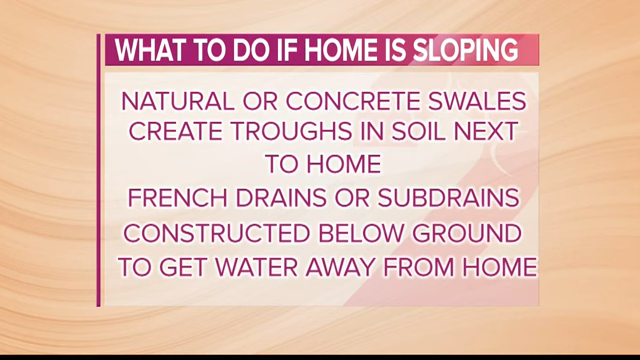 WHAT TO DO IF HOME IS SLOPING
NATURAL OR CONCRETE SWALES
CREATE TROUGHS IN SOIL NEXT
TO HOME
FRENCH DRAINS OR SUBDRAINS
CONSTRUCTED BELOW GROUND
TO GET WATER AWAY FROM HOME